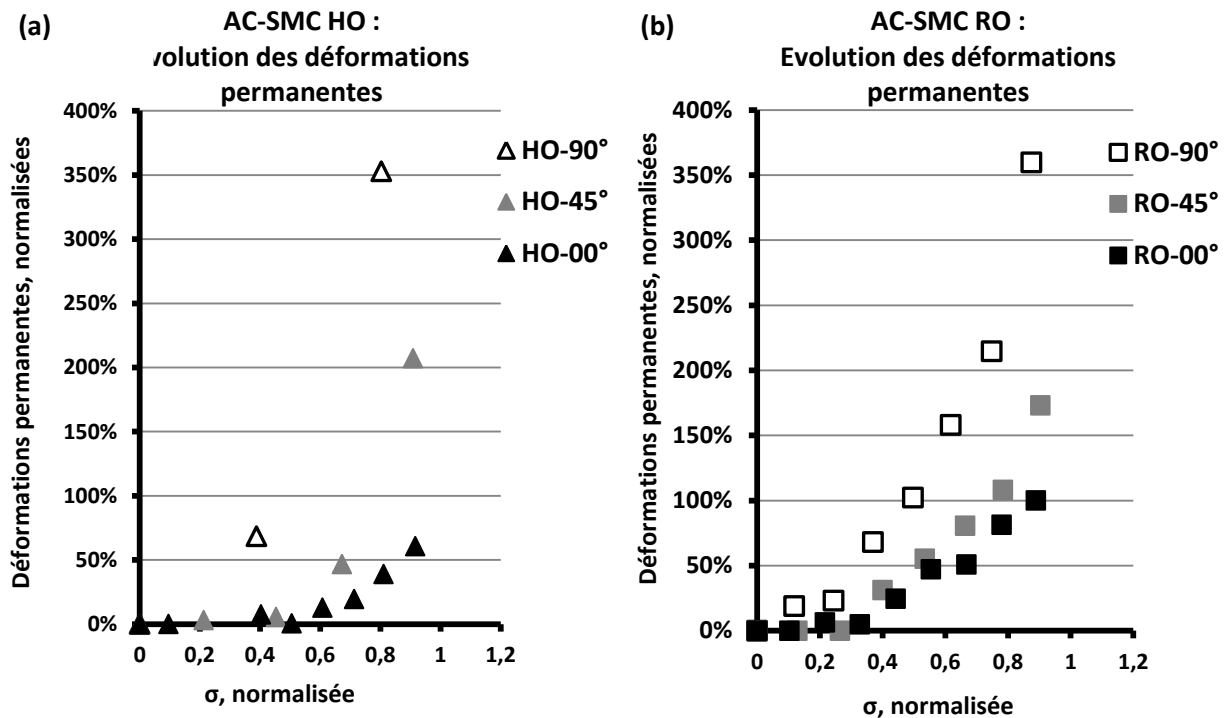 (a)
AC-SMC HO :
volution des déformations
permanentes
400%
350%
300%
250%
200%
150%
100%
50%
0%
Déformations permanentes, normalisées
HO-90°
HO-45°
HO-00°
0 0,2 0,4 0,6 0,8 1 1,2
σ, normalisée
(b)
AC-SMC RO :
Evolution des déformations
permanentes
400%
350%
300%
250%
200%
150%
100%
50%
0%
Déformations permanentes, normalisées
RO-90°
RO-45°
RO-00°
0 0,2 0,4 0,6 0,8 1 1,2
σ, normalisée